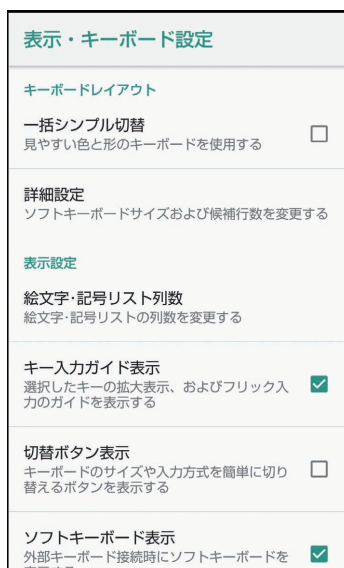 表示・キーボード設定
キーボードレイアウト
一括シンプル切替
見やすい色と形のキーボードを使用する
詳細設定
ソフトキーボードサイズおよび候補行数を変更する
表示設定
絵文字･記号リスト列数
絵文字･記号リストの列数を変更する
キー入力ガイド表示
選択したキーの拡大表示、およびフリック入
力のガイドを表示する
切替ボタン表示
キーボードのサイズや入力方式を簡単に切り
替えるボタンを表示する
ソフトキーボード表示
外部キーボード接続時にソフトキーボードを